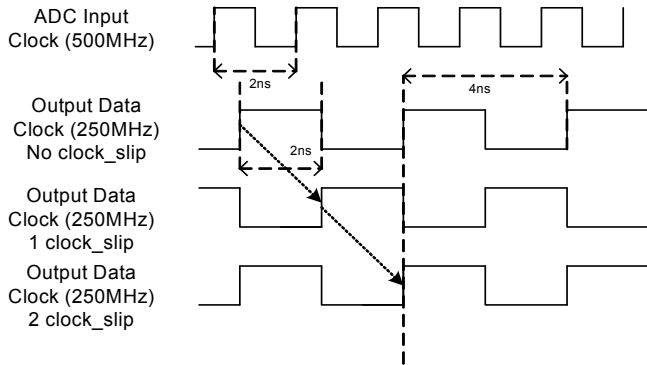 ADC Input
Clock (500MHz)
2ns
4ns
Output Data
Clock (250MHz)
No clock_slip
2ns
Output Data
Clock (250MHz)
1 clock_slip
Output Data
Clock (250MHz)
2 clock_slip